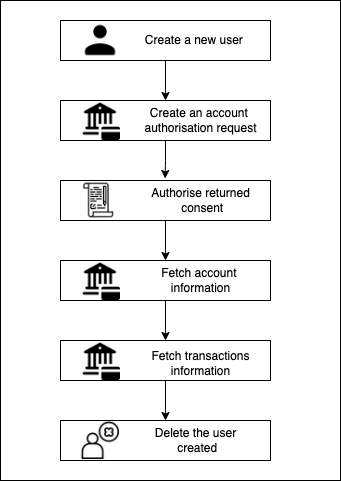 Create a new user
Create an account
authorisation request
Authorise returned
consent
Fetch account
information
Fetch transactions
information
Delete the user
created